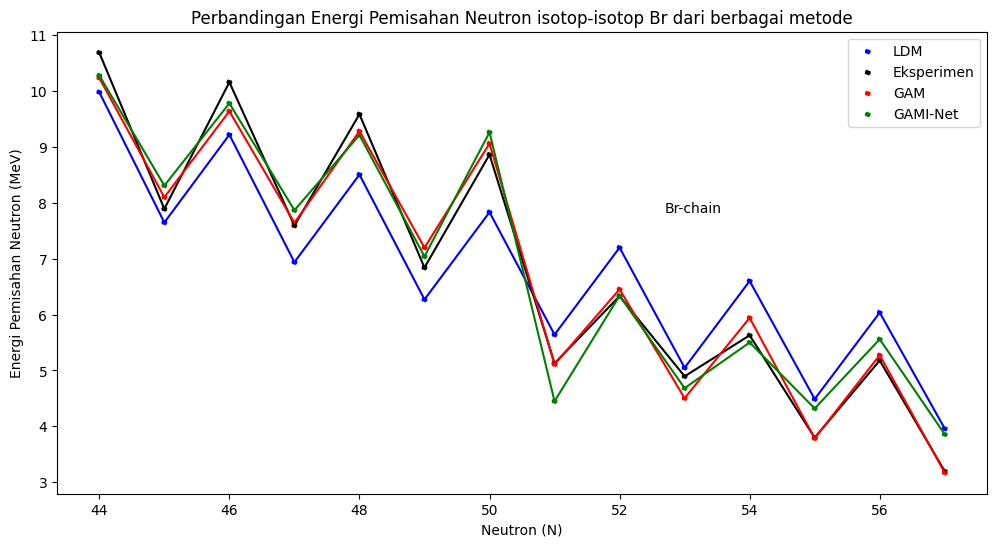 Perbandingan Energi Pemisahan Neutron isotop-isotop Br dari berbagai metode
11
10
9
8
7
6
5
4
3
Energi Pemisahan Neutron (MeV)
LDM
Eksperimen
GAM
GAMI-Net
Br-chain
44 46 48 50 52 54 56
Neutron (N)